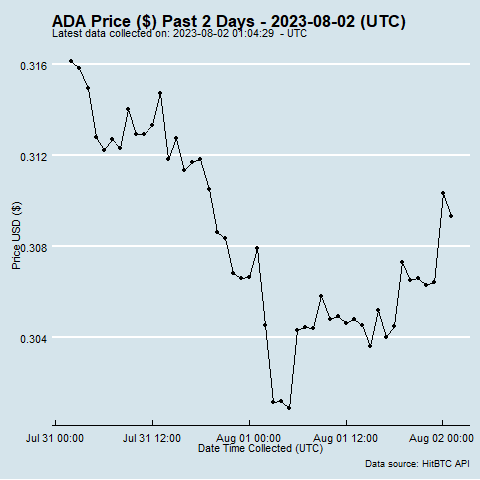 ADA Price ($) Past 2 Days - 2023-08-02 (UTC)
Latest data collected on: 2023-08-02 01:04:29  - UTC
0.316
0.312
0.308
0.304
Price USD ($)
Jul 31 00:00 Jul 31 12:00 Aug 01 00:00 Aug 01 12:00 Aug 02 00:00
Date Time Collected (UTC)
Data source: HitBTC API